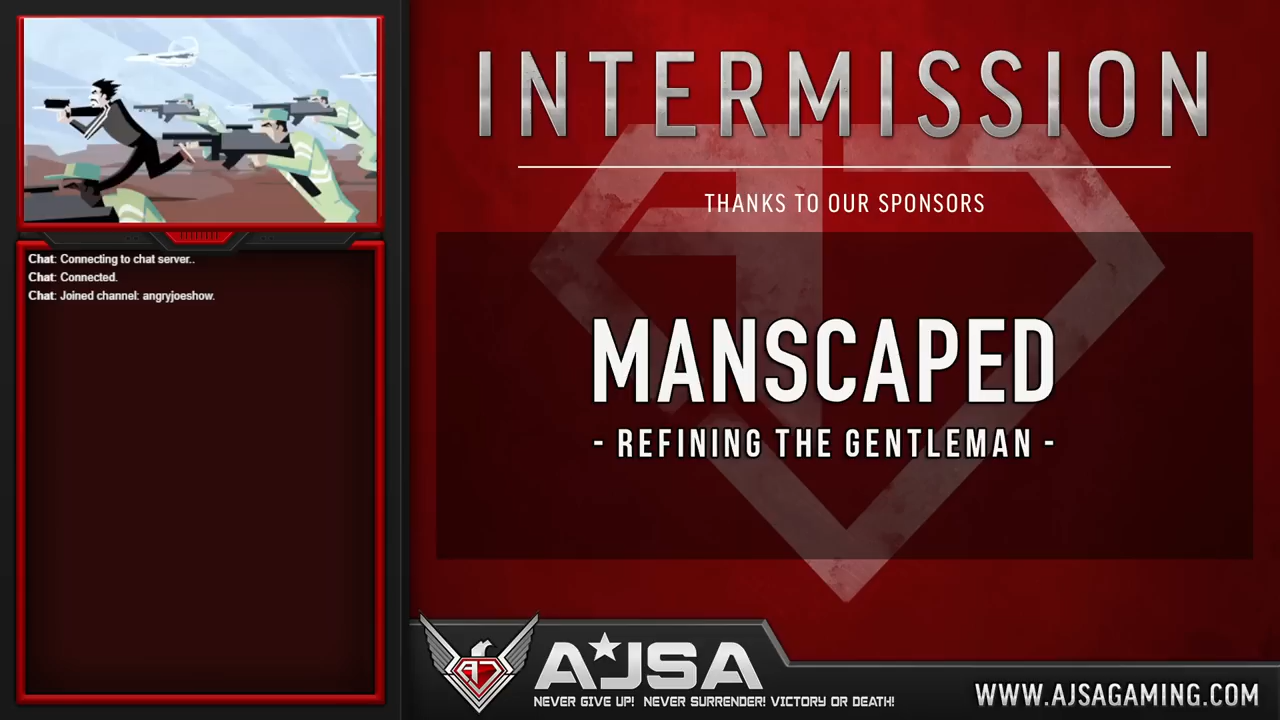 INTERMISSION
THANKS TO OUR SPONSORS
Chat: Connecting to chat server..
Chat: Connected.
Chat: Joined channel: angryjoeshow.
MANSCAPED
- REFINING THE GENTLEMAN -
AJSA
NEVER GIVE UP! NEVER SURRENDER! VICTORY OR DEATH!
WWW.AJSAGAMING.COM